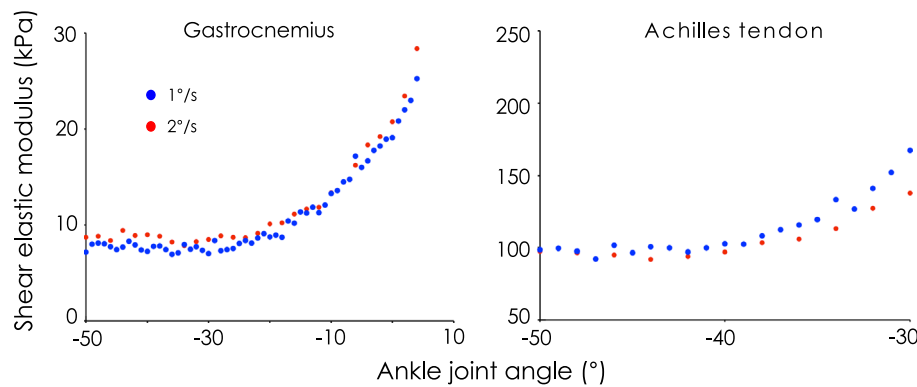 Gastrocnemius
Achilles tendon
Shear elastic modulus (kPa)
30
20
10
0
1°/s
2°/s
-50
-30
-10
10
250
200
150
100
50
-50
-40
-30
Ankle joint angle (°)